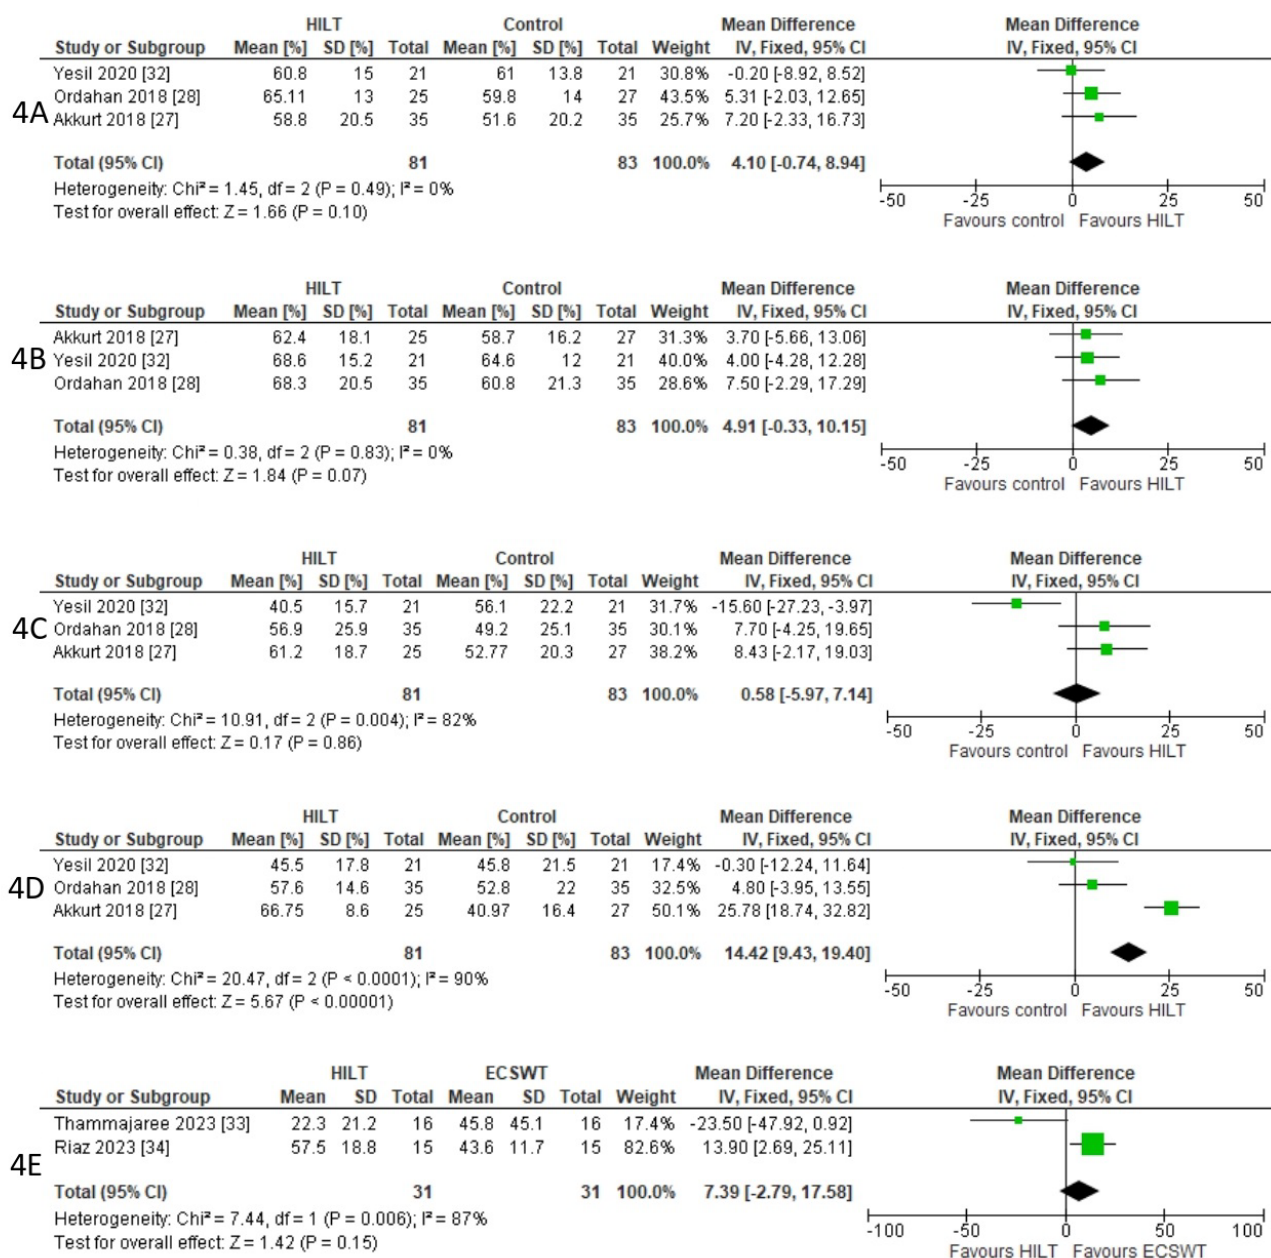 HILT Control Mean Difference Mean Difference
Study or Subgroup Mean [%] SD [%] Total Mean [%] SD [%] Total Weight IV, Fixed, 95% CI IV, Fixed, 95% CI
Yesil 2020 [32] 60.8 15 21 61 13.8 21 30.8% -0.20 [-8.92, 8.52]
4A Ordahan 2018 [28] 65.11 13 25 59.8 14 27 43.5% 5.31 [-2.03, 12.65]
Akkurt 2018 [27] 58.8 20.5 35 51.6 20.2 35 25.7% 7.20 [-2.33, 16.73]
Total (95% CI) 81 83 100.0% 4.10 [-0.74, 8.94]
Heterogeneity: Chi² = 1.45, df = 2 (P = 0.49); I² = 0%
-50 -25 0 25 50
Test for overall effect: Z = 1.66 (P = 0.10)
Favours control Favours HILT
HILT Control Mean Difference Mean Difference
Study or Subgroup Mean [%] SD [%] Total Mean [%] SD [%] Total Weight IV, Fixed, 95% CI IV, Fixed, 95% CI
Akkurt 2018 [27] 62.4 18.1 25 58.7 16.2 27 31.3% 3.70 [-5.66, 13.06]
4B Yesil 2020 [32] 68.6 15.2 21 64.6 12 21 40.0% 4.00 [-4.28, 12.28]
Ordahan 2018 [28] 68.3 20.5 35 60.8 21.3 35 28.6% 7.50 [-2.29, 17.29]
Total (95% CI) 81 83 100.0% 4.91 [-0.33, 10.15]
Heterogeneity: Chi² = 0.38, df = 2 (P = 0.83); I² = 0%
-50 -25 0 25 50
Test for overall effect: Z = 1.84 (P = 0.07)
Favours control Favours HILT
HILT Control Mean Difference Mean Difference
Study or Subgroup Mean [%] SD [%] Total Mean [%] SD [%] Total Weight IV, Fixed, 95% CI IV, Fixed, 95% CI
Yesil 2020 [32] 40.5 15.7 21 56.1 22.2 21 31.7% -15.60 [-27.23, -3.97]
4C Ordahan 2018 [28] 56.9 25.9 35 49.2 25.1 35 30.1% 7.70 [-4.25, 19.65]
Akkurt 2018 [27] 61.2 18.7 25 52.77 20.3 27 38.2% 8.43 [-2.17, 19.03]
Total (95% CI) 81 83 100.0% 0.58 [-5.97, 7.14]
Heterogeneity: Chi² = 10.91, df = 2 (P = 0.004); I² = 82%
-50 -25 0 25 50
Test for overall effect: Z = 0.17 (P = 0.86)
Favours control Favours HILT
HILT Control Mean Difference Mean Difference
Study or Subgroup Mean [%] SD [%] Total Mean [%] SD [%] Total Weight IV, Fixed, 95% CI IV, Fixed, 95% CI
Yesil 2020 [32] 45.5 17.8 21 45.8 21.5 21 17.4% -0.30 [-12.24, 11.64]
4D Ordahan 2018 [28] 57.6 14.6 35 52.8 22 35 32.5% 4.80 [-3.95, 13.55]
Akkurt 2018 [27] 66.75 8.6 25 40.97 16.4 27 50.1% 25.78 [18.74, 32.82]
Total (95% CI) 81 83 100.0% 14.42 [9.43, 19.40]
Heterogeneity: Chi² = 20.47, df = 2 (P < 0.0001); I² = 90%
-50 -25 0 25 50
Test for overall effect: Z = 5.67 (P < 0.00001)
Favours control Favours HILT
HILT ECSWT Mean Difference Mean Difference
Study or Subgroup Mean SD Total Mean SD Total Weight IV, Fixed, 95% CI IV, Fixed, 95% CI
Thammajaree 2023 [33] 22.3 21.2 16 45.8 45.1 16 17.4% -23.50 [-47.92, 0.92]
4E Riaz 2023 [34] 57.5 18.8 15 43.6 11.7 15 82.6% 13.90 [2.69, 25.11]
Total (95% CI) 31 31 100.0% 7.39 [-2.79, 17.58]
Heterogeneity: Chi² = 7.44, df = 1 (P = 0.006); I² = 87%
-100 -50 0 50 100
Test for overall effect: Z = 1.42 (P = 0.15)
Favours HILT Favours ECSWT